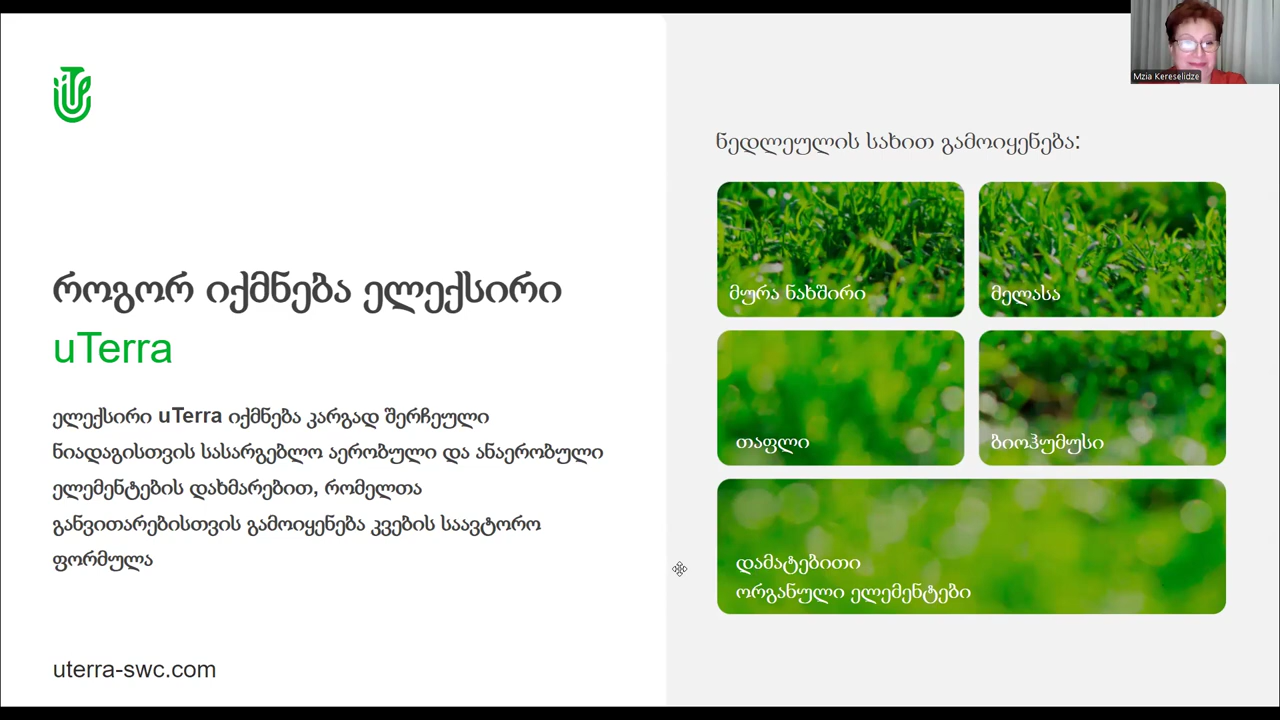 Mzia Kereselidze
როგორ იქმნება ელექსირი
uTerra
ელექსირი uTerra იქმნება კარგად შერჩეული
ნიადაგისთვის სასარგებლო აერობული და ანაერობული
ელემენტების დახმარებით, რომელთა
განვითარებისთვის გამოიყენება კვების საავტორო
ფორმულა
uterra-swc.com
ნედლეულის სახით გამოიყენება:
მურა ნახშირი
მელასა
თაფლი
ბიოჰუმუსი
დამატებითი
ორგანული ელემენტები